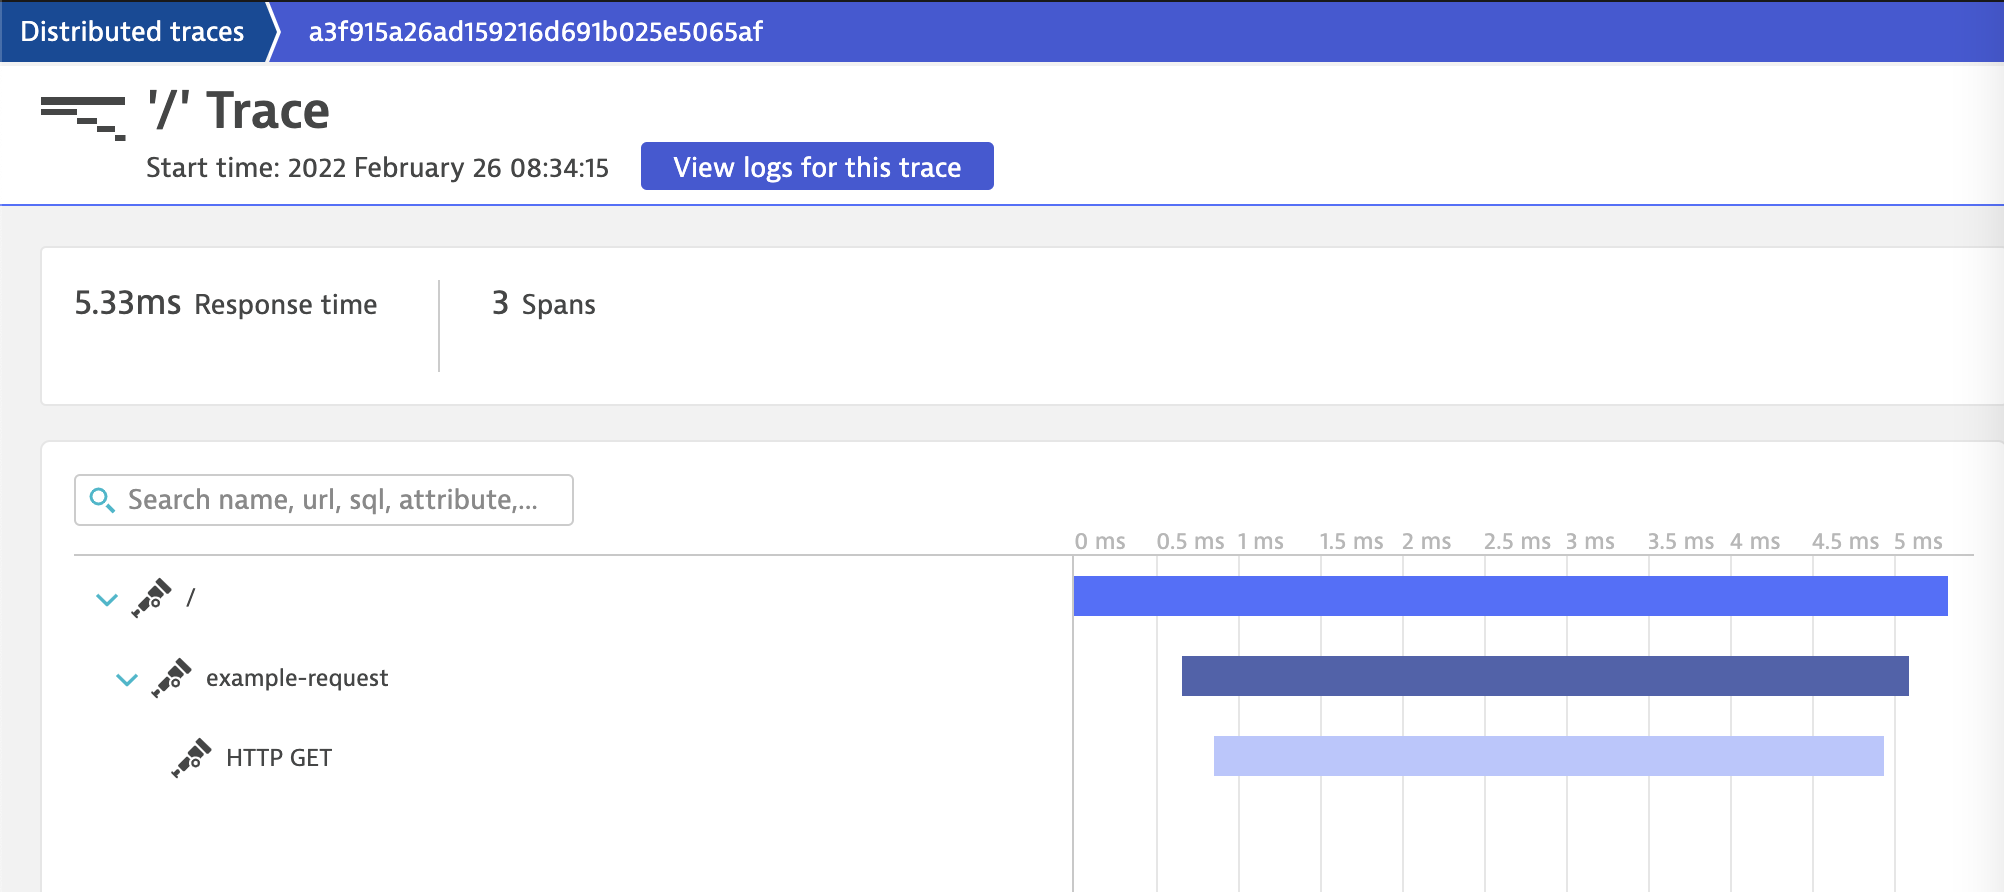 Distributed traces a3f915a26ad159216d691b025e5065af
'/' Trace
Start time: 2022 February 26 08:34:15 View logs for this trace
5.33ms Response time 3 Spans
Search name, url, sql, attribute,...
0 ms 0.5 ms 1 ms 1.5 ms 2 ms 2.5 ms 3 ms 3.5 ms 4 ms 4.5 ms 5 ms
/
example-request
HTTP GET